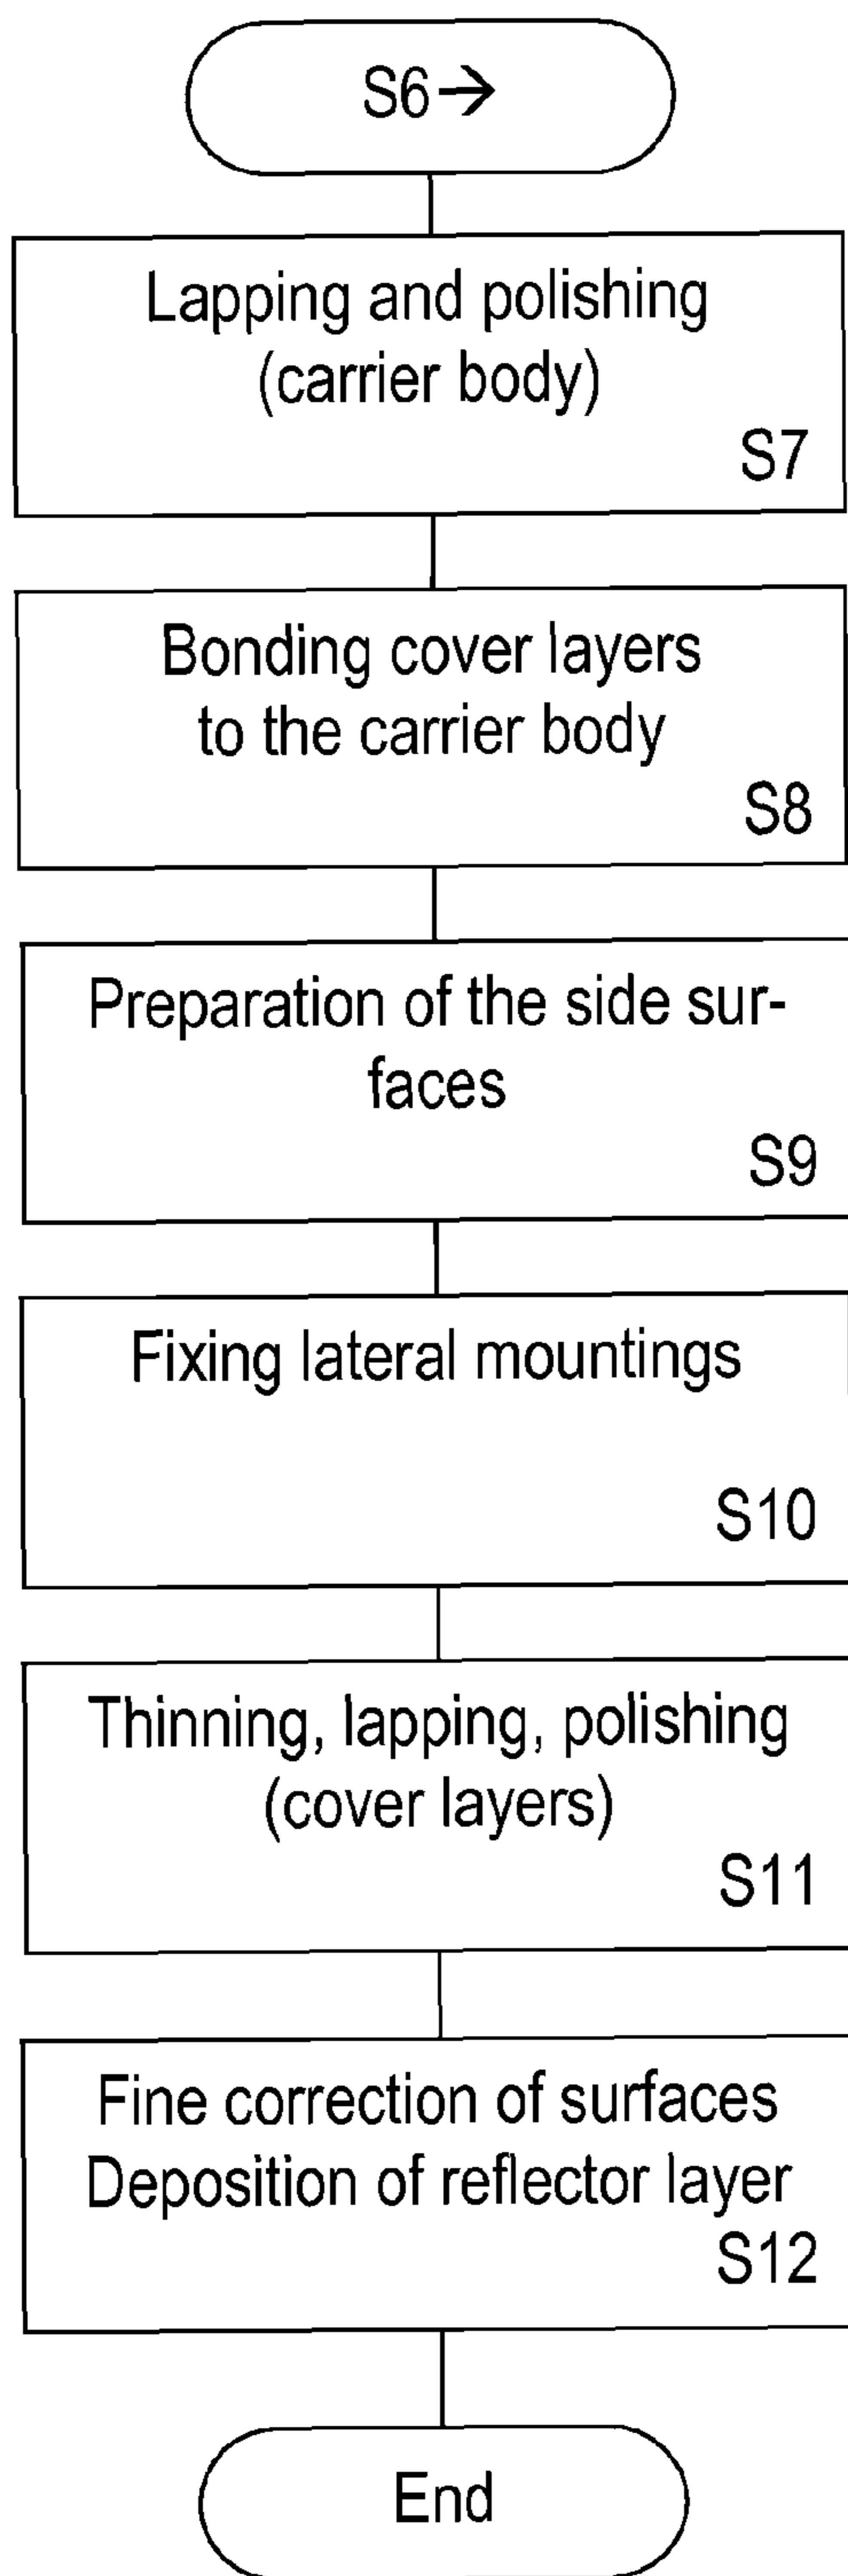 S6→
Lapping and polishing
(carrier body)
S7
Bonding cover layers
to the carrier body
S8
Preparation of the side sur-
faces
S9
Fixing lateral mountings
S10
Thinning, lapping, polishing
(cover layers)
S11
Fine correction of surfaces
Deposition of reflector layer
S12
End